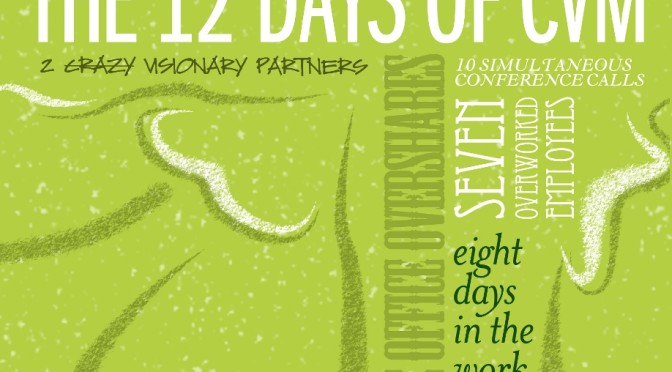 THE 12 DAYS OF CVM
2 CRAZY VISIONARY PARTNERS
OFFICE OVERSHARES
10 SIMULTANEOUS
CONFERENCE CALLS
SEVEN
OVERWORKED
EMPLOYEES
eight
days
in the
work